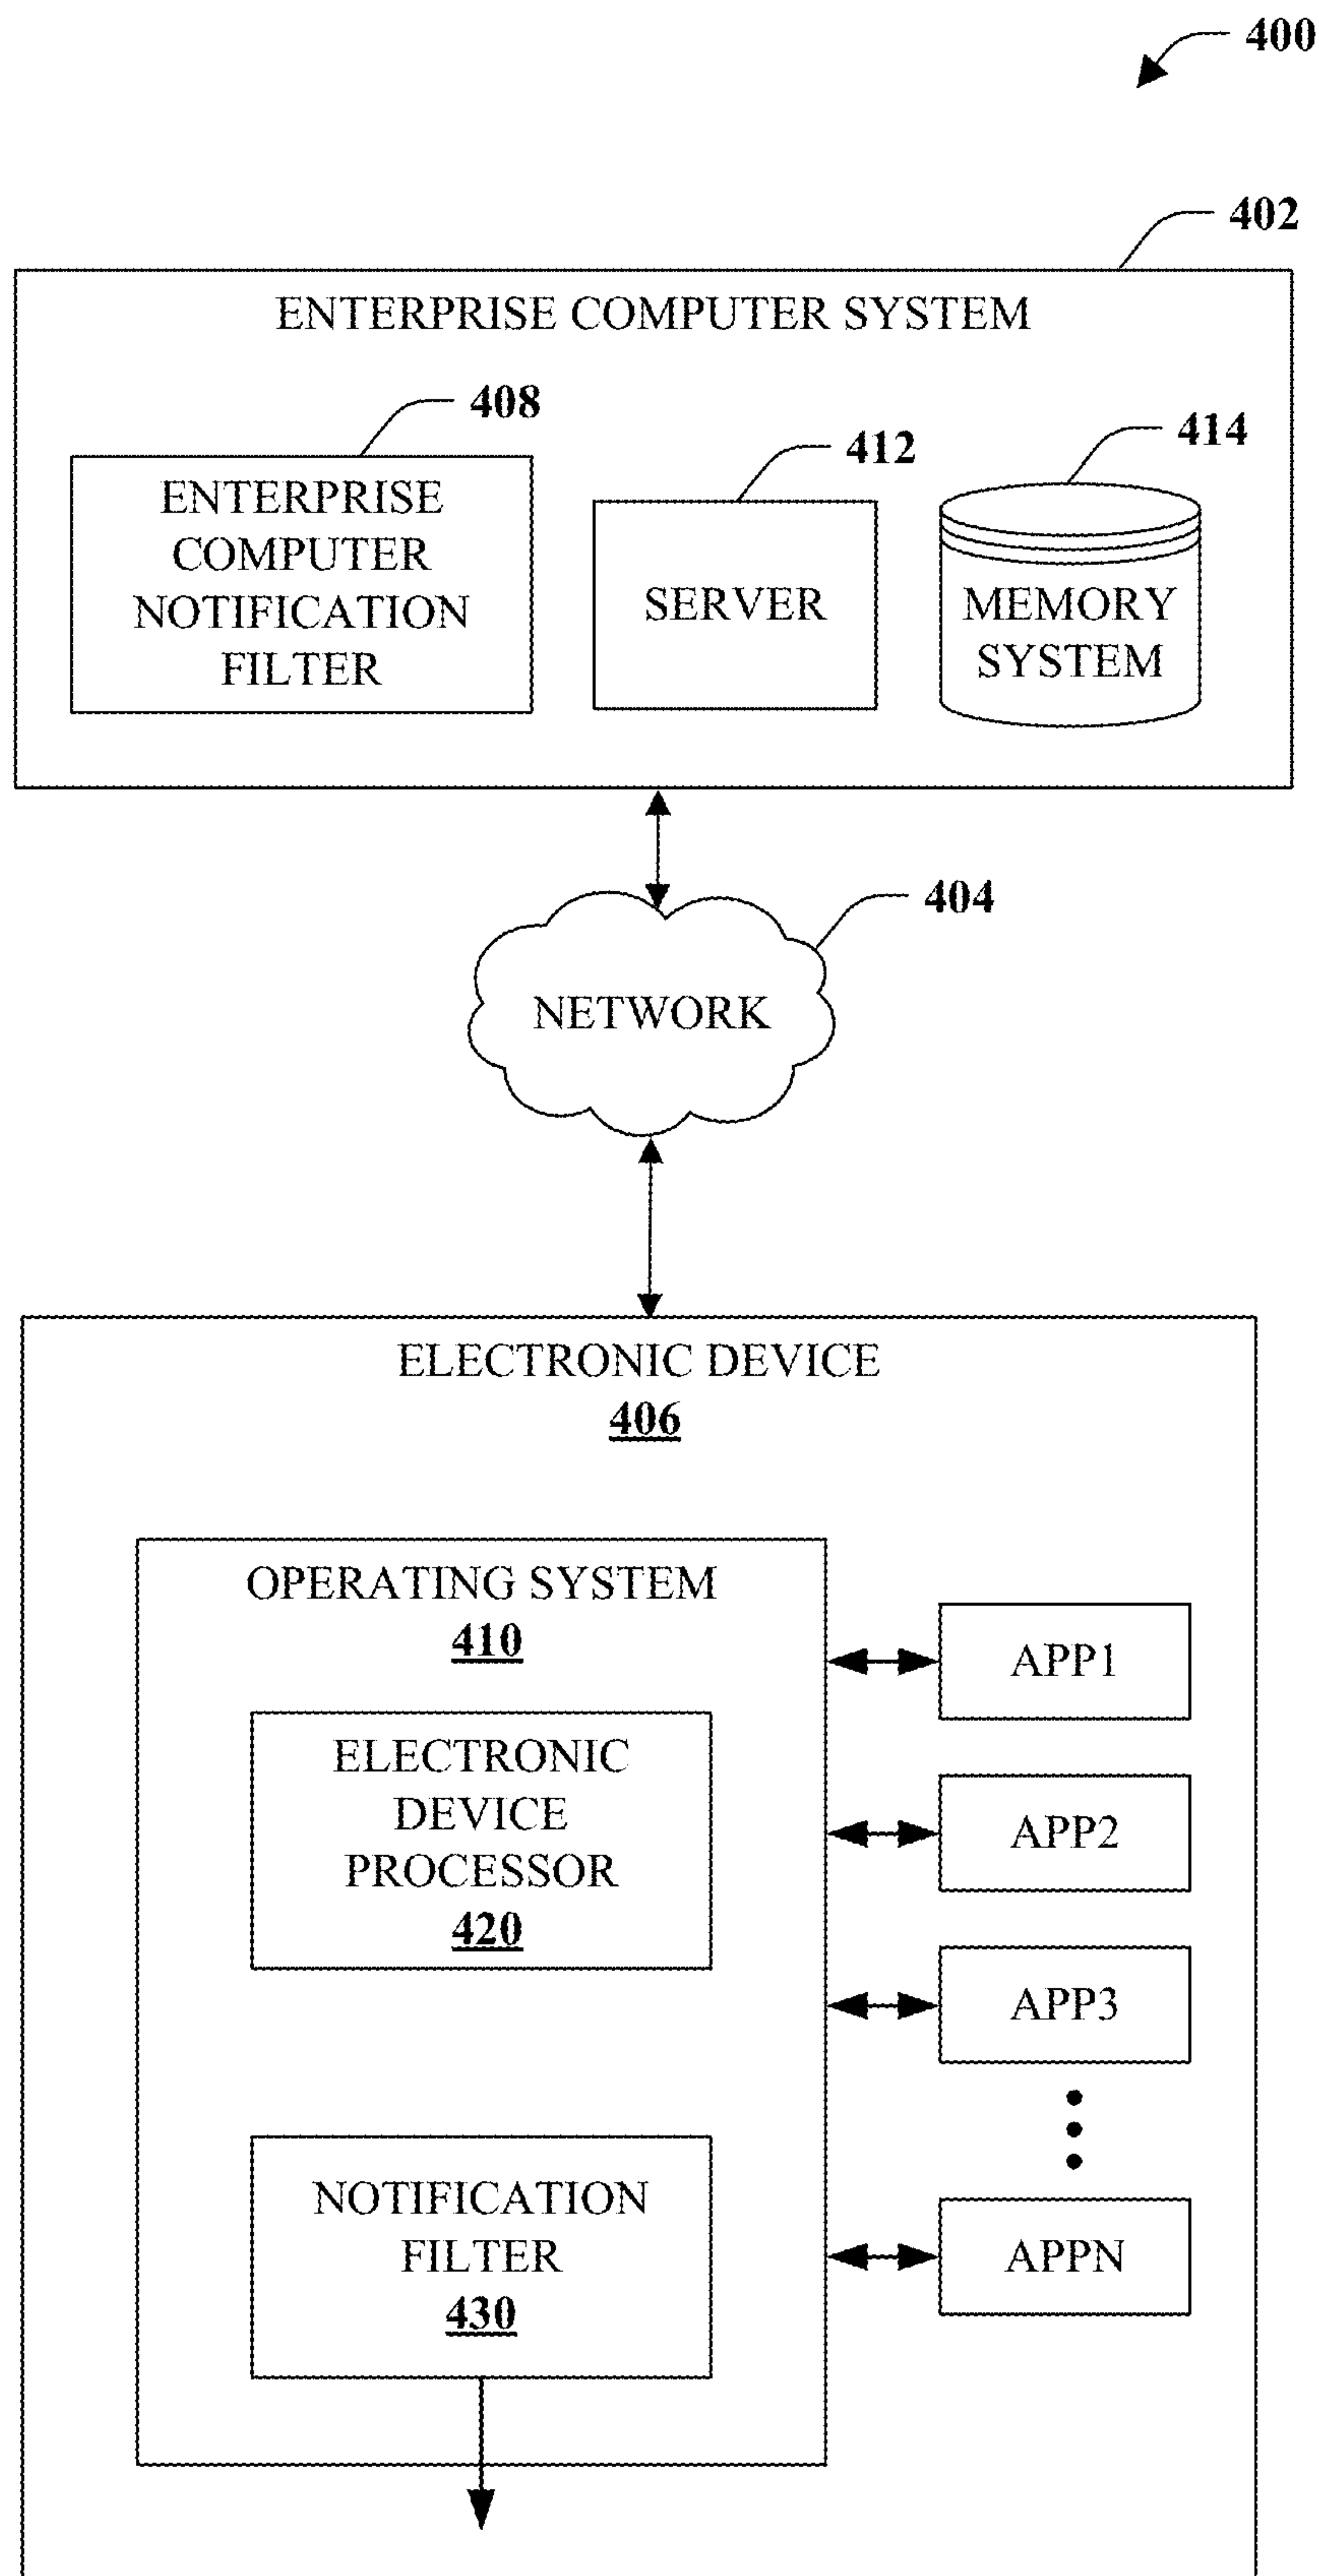 400
402
ENTERPRISE COMPUTER SYSTEM
408
412
414
ENTERPRISE
COMPUTER
NOTIFICATION
FILTER
SERVER
MEMORY
SYSTEM
404
NETWORK
ELECTRONIC DEVICE
406
OPERATING SYSTEM
410
ELECTRONIC
DEVICE
PROCESSOR
420
APP1
APP2
APP3
NOTIFICATION
FILTER
430
APPN